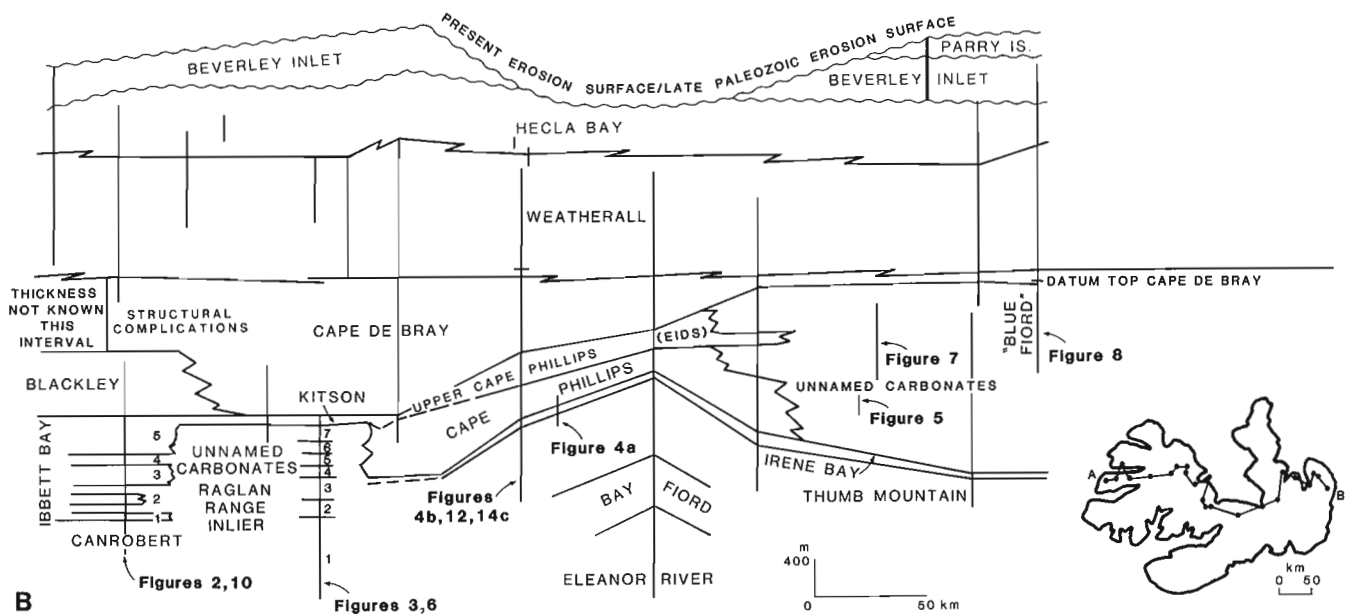 PRESENT EROSION SURFACE/LATE PALEOZOIC EROSION SURFACE
BEVERLEY INLET
PARRY IS.
BEVERLEY INLET
HECLA BAY
WEATHERALL
DATUM TOP CAPE DE BRAY
THICKNESS
NOT KNOWN
THIS
INTERVAL
STRUCTURAL
COMPLICATIONS
CAPE DE BRAY
(EIDS)
"BLUE
FIORD"
Figure 7
Figure 8
BLACKLEY
KITSON
UPPER CAPE PHILLIPS
CAPE PHILLIPS
UNNAMED CARBONATES
Figure 5
IBBETT BAY
5
4
3
2
1
UNNAMED
CARBONATES
RAGLAN
RANGE
INLIER
7
6
5
4
3
2
1
Figure 4a
IRENE BAY
THUMB MOUNTAIN
Figures
4b,12,14c
BAY FIORD
CANROBERT
Figures 2,10
ELEANOR RIVER
Figures 3,6
m
400
0
50 km
A
B
km
0 50
B